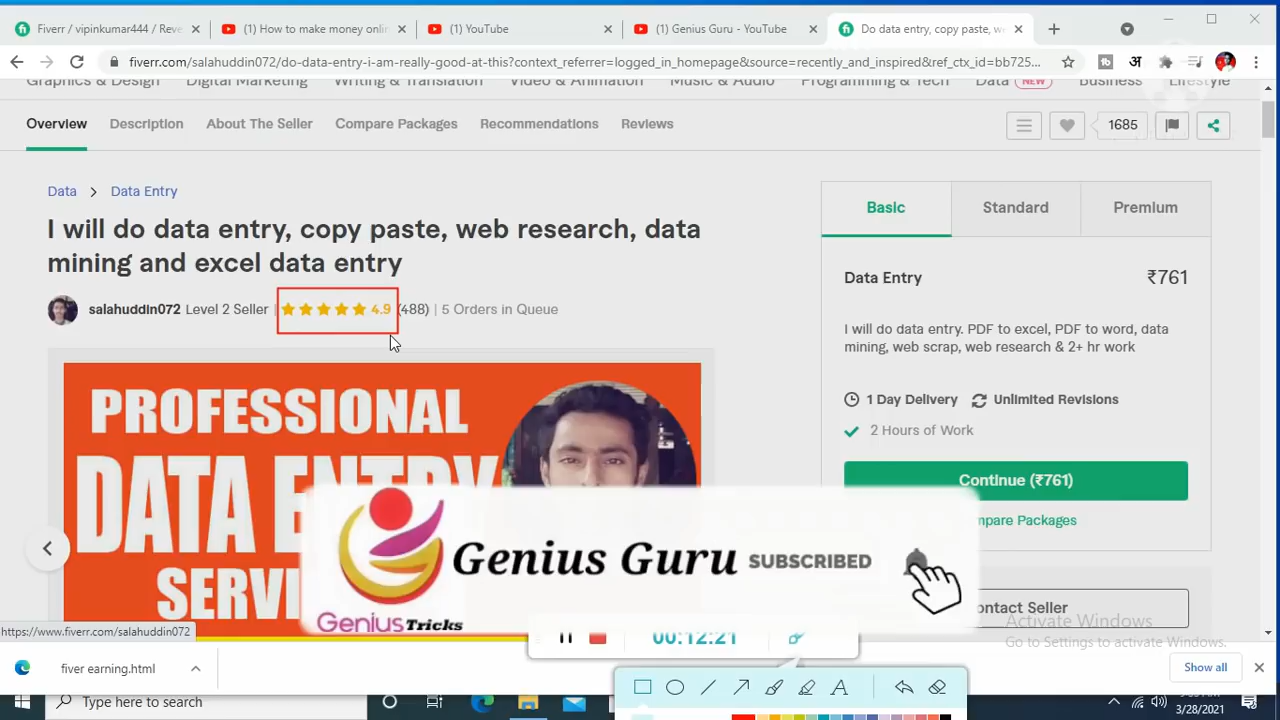 Fiverr / vipinkumar444 / Reve
(1) How to make money onli
(1) YouTube
(1) Genius Guru - YouTube
Do data entry, copy paste, w
fiverr.com/salahuddin072/do-data-entry-i-am-really-good-at-this?context_referrer=logged_in_homepage&source=recently_and_inspired&ref_ctx_id=bb725...
अ
Graphics & Design Digital Marketing Writing & Translation Video & Animation Music & Audio Programming & Tech Data NEW Business Lifestyle
Overview Description About The Seller Compare Packages Recommendations Reviews
1685
Data > Data Entry
I will do data entry, copy paste, web research, data
mining and excel data entry
salahuddin072 Level 2 Seller | 4.9 (488) | 5 Orders in Queue
Basic Standard Premium
Data Entry ₹761
I will do data entry. PDF to excel, PDF to word, data
mining, web scrap, web research & 2+ hr work
1 Day Delivery Unlimited Revisions
2 Hours of Work
Continue (₹761)
mpare Packages
ontact Seller
PROFESSIONAL
DATA ENTRY
SERVI
Genius Guru SUBSCRIBED
GeniusTricks
00:12:21
Activate Windows
Go to Settings to activate Windows.
https://www.fiverr.com/salahuddin072
fiver earning.html
Show all
Type here to search
A
3/28/2021